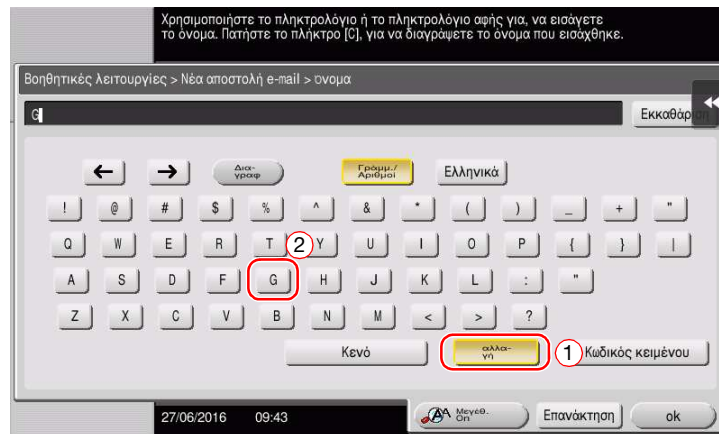 Χρησιμοποιήστε το πληκτρολόγιο ή το πληκτρολόγιο αφής για, να εισάγετε
το όνομα. Πατήστε το πλήκτρο [C], για να διαγράψετε το όνομα που εισάχθηκε.
Βοηθητικές λειτουργίες > Νέα αποστολή e-mail > όνομα
G
Εκκαθάριση
← → Δια-
γραφ
Γράμμ./
Αριθμοί
Ελληνικά
! @ # $ % ^ & * ( ) _ + "
Q W E R T 2 Y U I O P { } |
A S D F G H J K L : "
Z X C V B N M < > ?
Κενό
αλλα-
γή
1 Κωδικός κειμένου
27/06/2016 09:43
Μεγέθ.
On
Επανάκτηση
ok